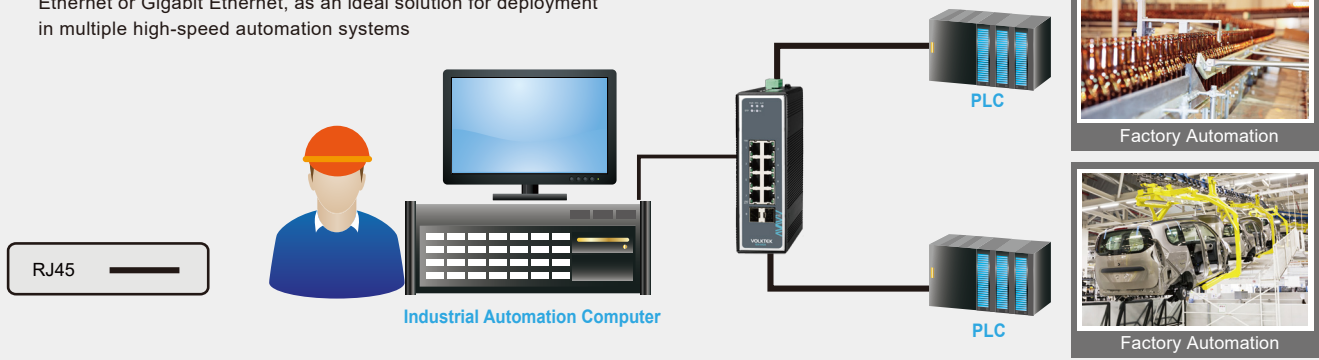 Ethernet or Gigabit Ethernet, as an ideal solution for deployment
in multiple high-speed automation systems
PLC
Factory Automation
VOLKTEK
RJ45
Industrial Automation Computer
PLC
Factory Automation